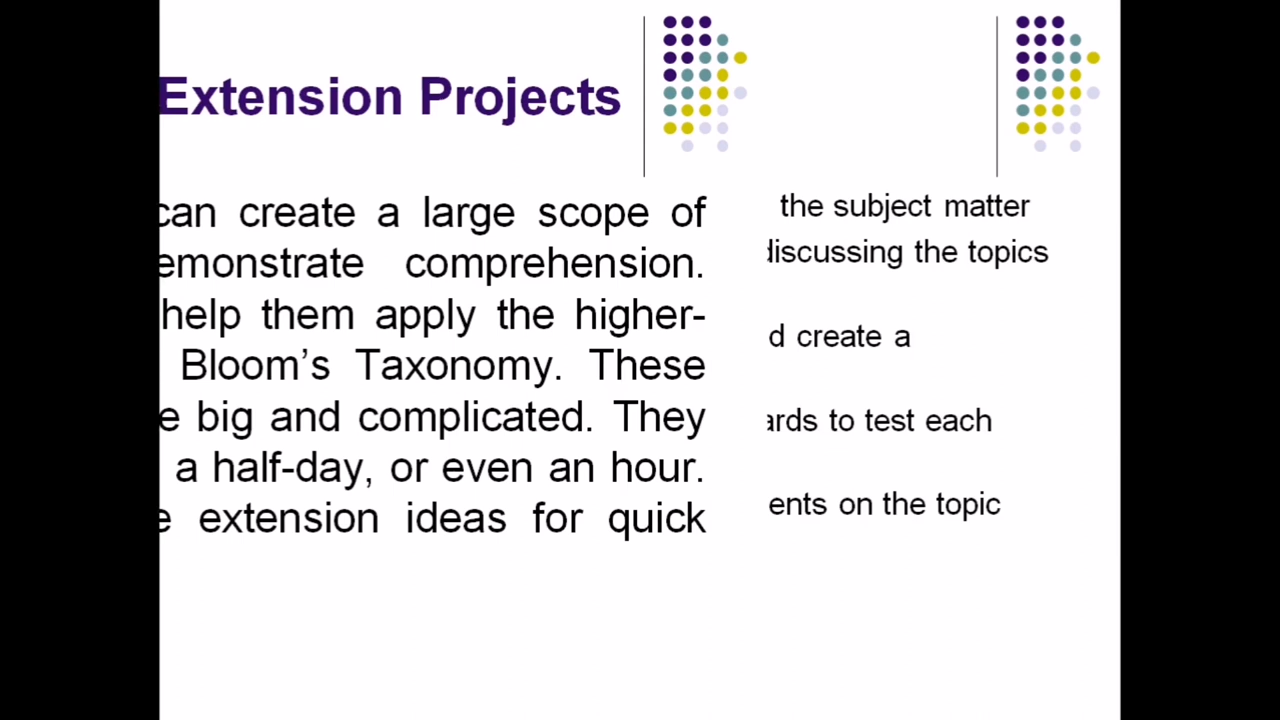 Extension Projects
can create a large scope of
emonstrate comprehension.
help them apply the higher-
Bloom's Taxonomy. These
e big and complicated. They
a half-day, or even an hour.
e extension ideas for quick
the subject matter
discussing the topics
d create a
ards to test each
ents on the topic